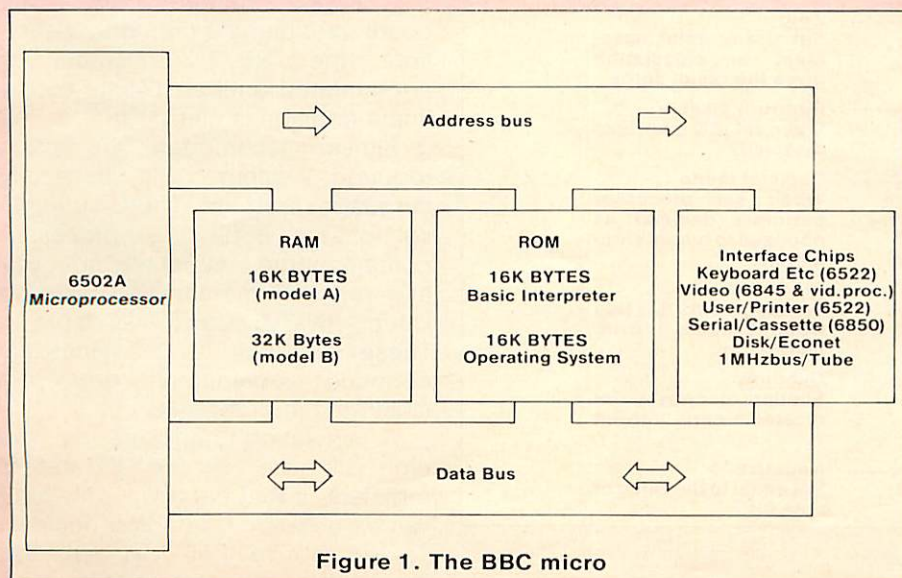 Address bus
6502A
Microprocessor
RAM
16K BYTES
(model A)
32K Bytes
(model B)
ROM
16K BYTES
Basic Interpreter
16K BYTES
Operating System
Interface Chips
Keyboard Etc (6522)
Video (6845 & vid.proc.)
User/Printer (6522)
Serial/Cassette (6850)
Disk/Econet
1MHzbus/Tube
Data Bus
Figure 1. The BBC micro